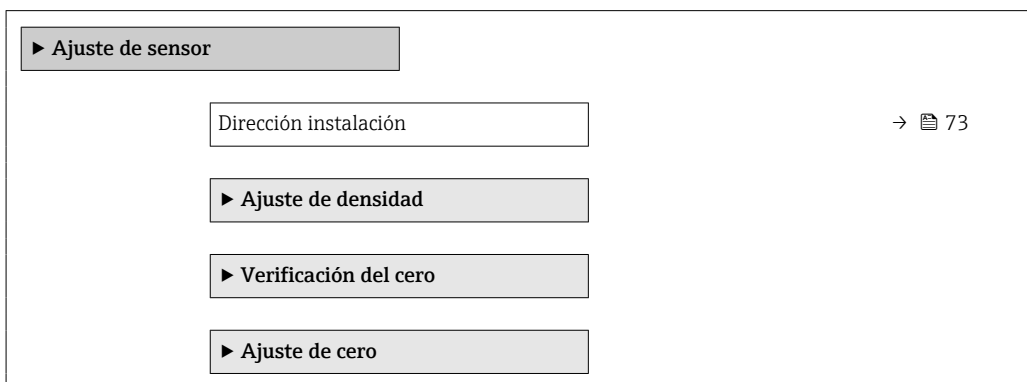 ▶ Ajuste de sensor
Dirección instalación → 🖺 73
▶ Ajuste de densidad
▶ Verificación del cero
▶ Ajuste de cero